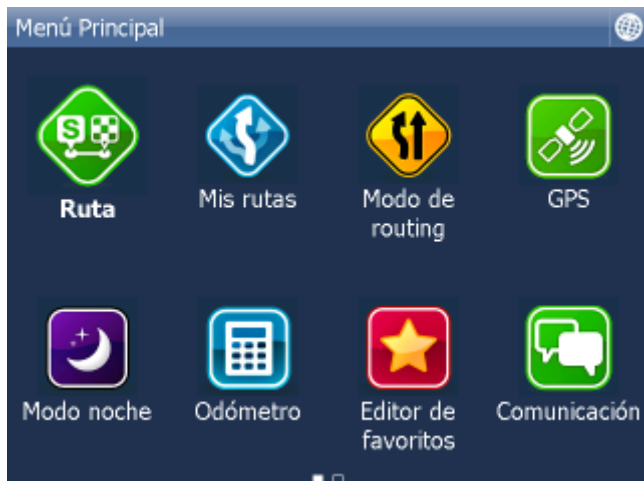 Menú Principal
S
Ruta
Mis rutas
Modo de
routing
GPS
Modo noche
Odómetro
Editor de
favoritos
Comunicación